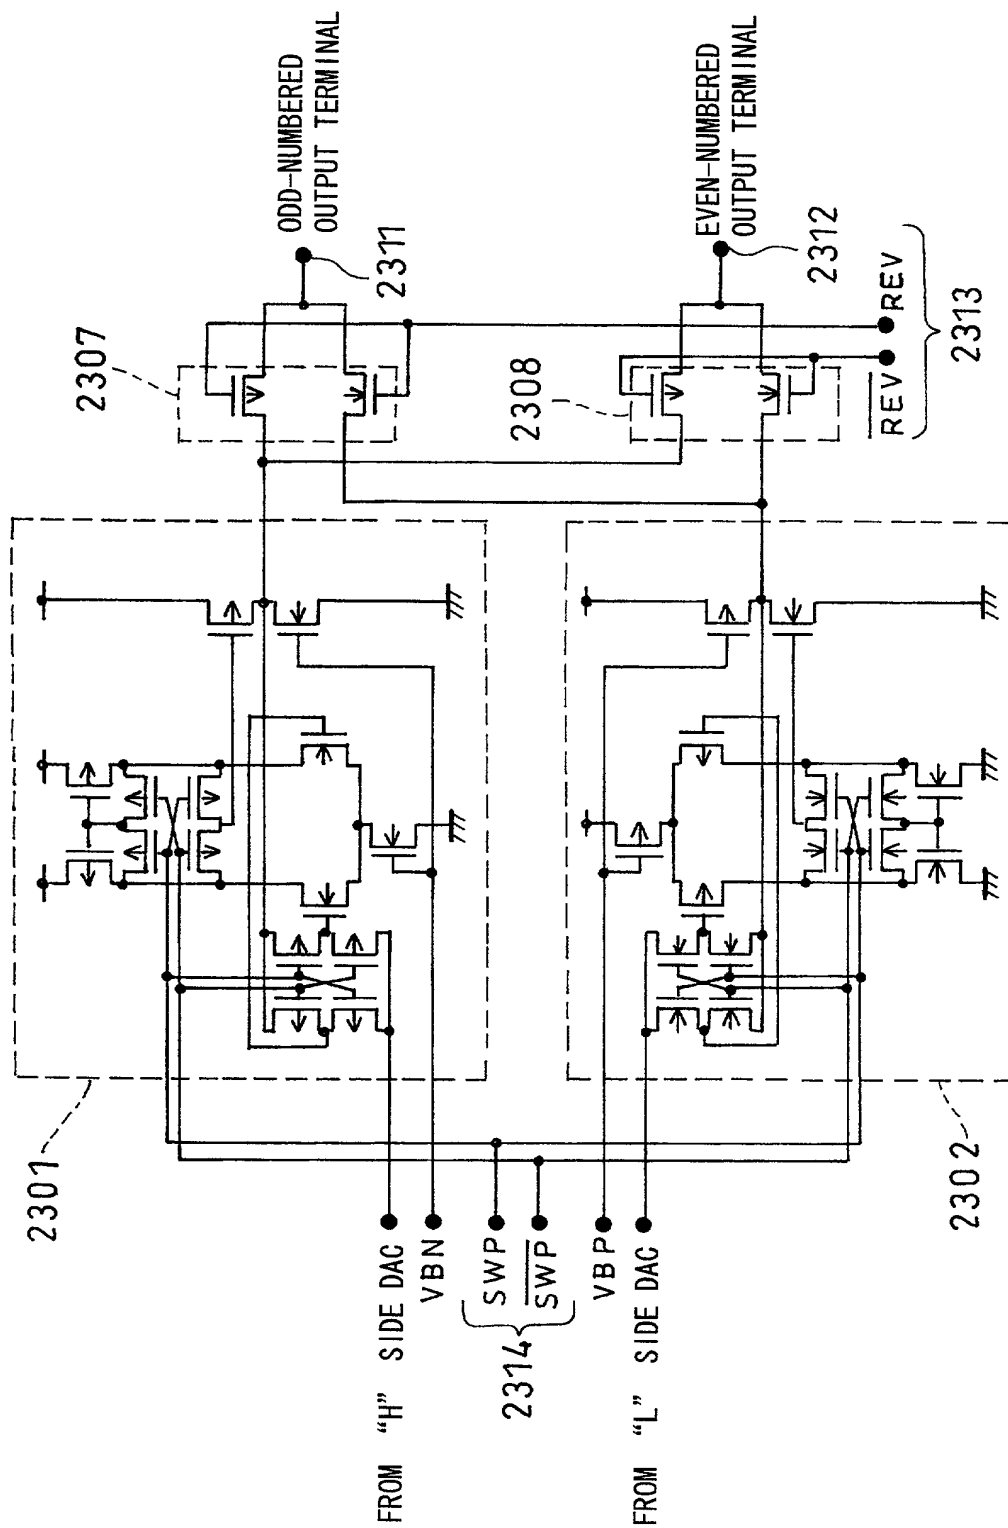 2301
FROM “H” SIDE DAC
VBN
SWP
SWP
2314
VBP
FROM “L” SIDE DAC
2302
2307
ODD-NUMBERED
OUTPUT TERMINAL
2311
2308
EVEN-NUMBERED
OUTPUT TERMINAL
2312
REV
REV
2313